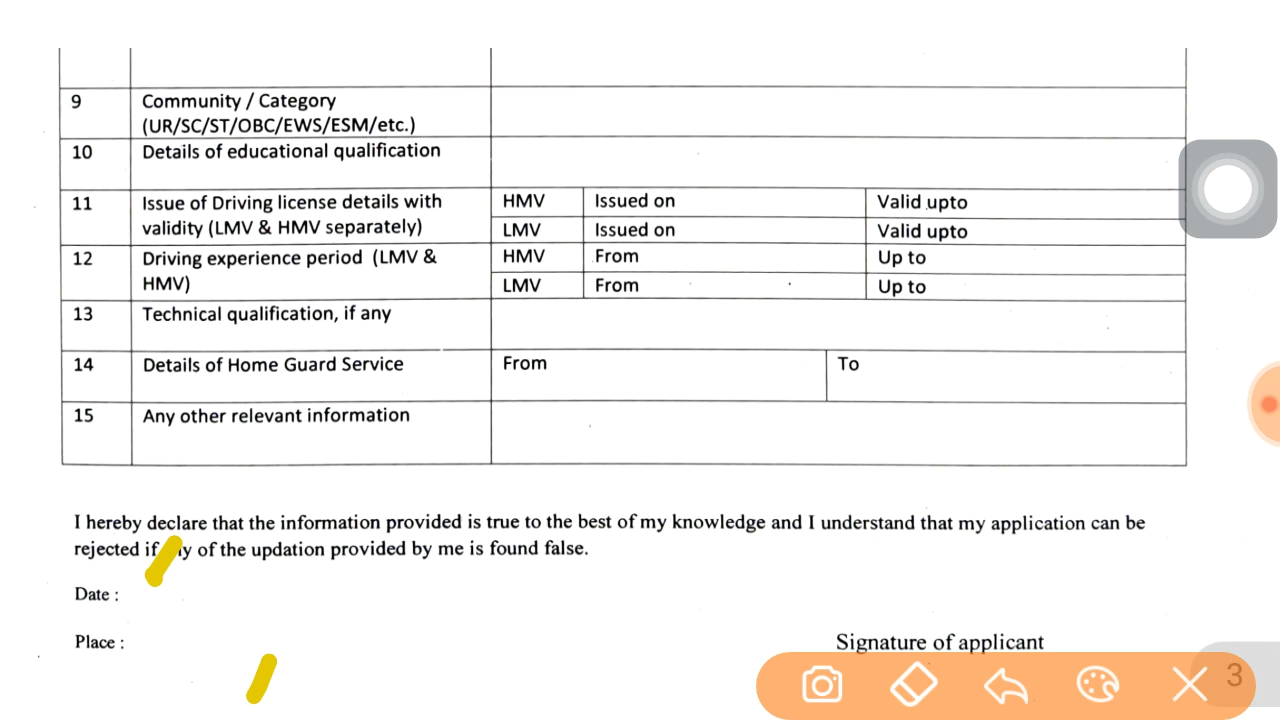 9 Community / Category
(UR/SC/ST/OBC/EWS/ESM/etc.)
10 Details of educational qualification
11 Issue of Driving license details with HMV Issued on Valid upto
validity (LMV & HMV separately) LMV Issued on Valid upto
12 Driving experience period (LMV & HMV From Up to
HMV) LMV From Up to
13 Technical qualification, if any
14 Details of Home Guard Service From To
15 Any other relevant information
I hereby declare that the information provided is true to the best of my knowledge and I understand that my application can be
rejected if of the updation provided by me is found false.
Date :
Place :
Signature of applicant
3